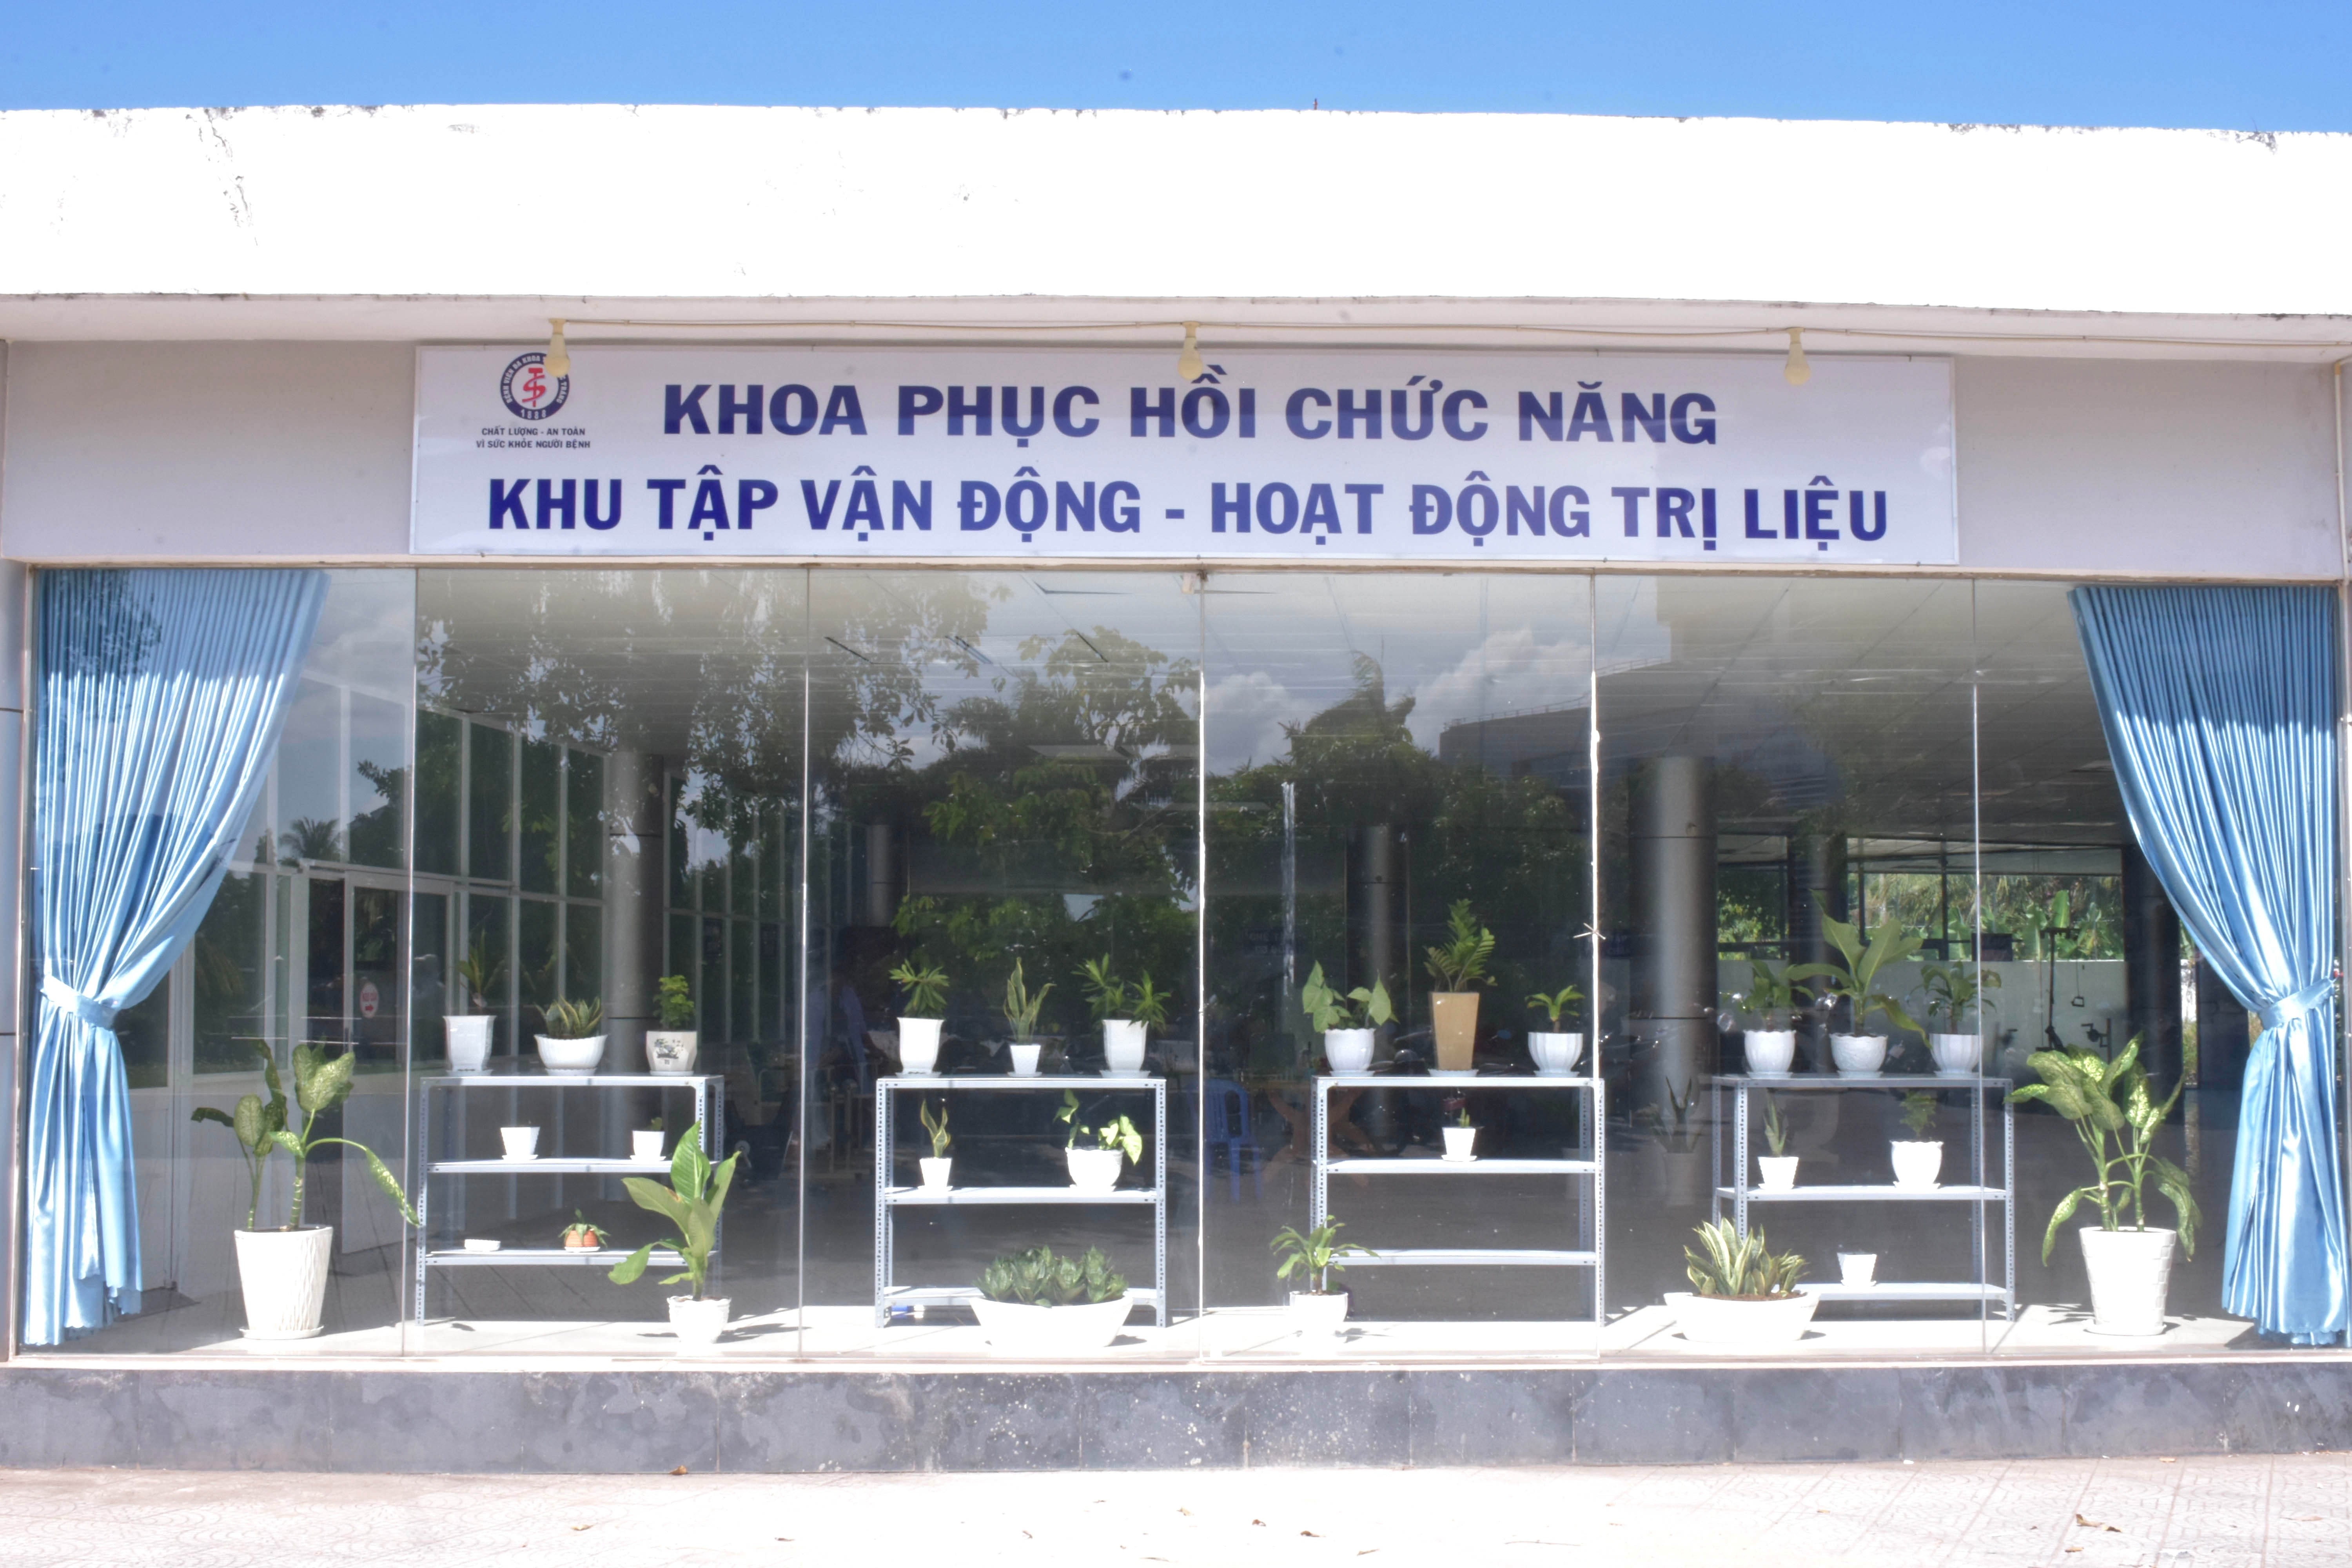 KHOA PHỤC HỒI CHỨC NĂNG
CHẤT LƯỢNG - AN TOÀN
VÌ SỨC KHỎE NGƯỜI BỆNH
KHU TẬP VẬN ĐỘNG - HOẠT ĐỘNG TRỊ LIỆU